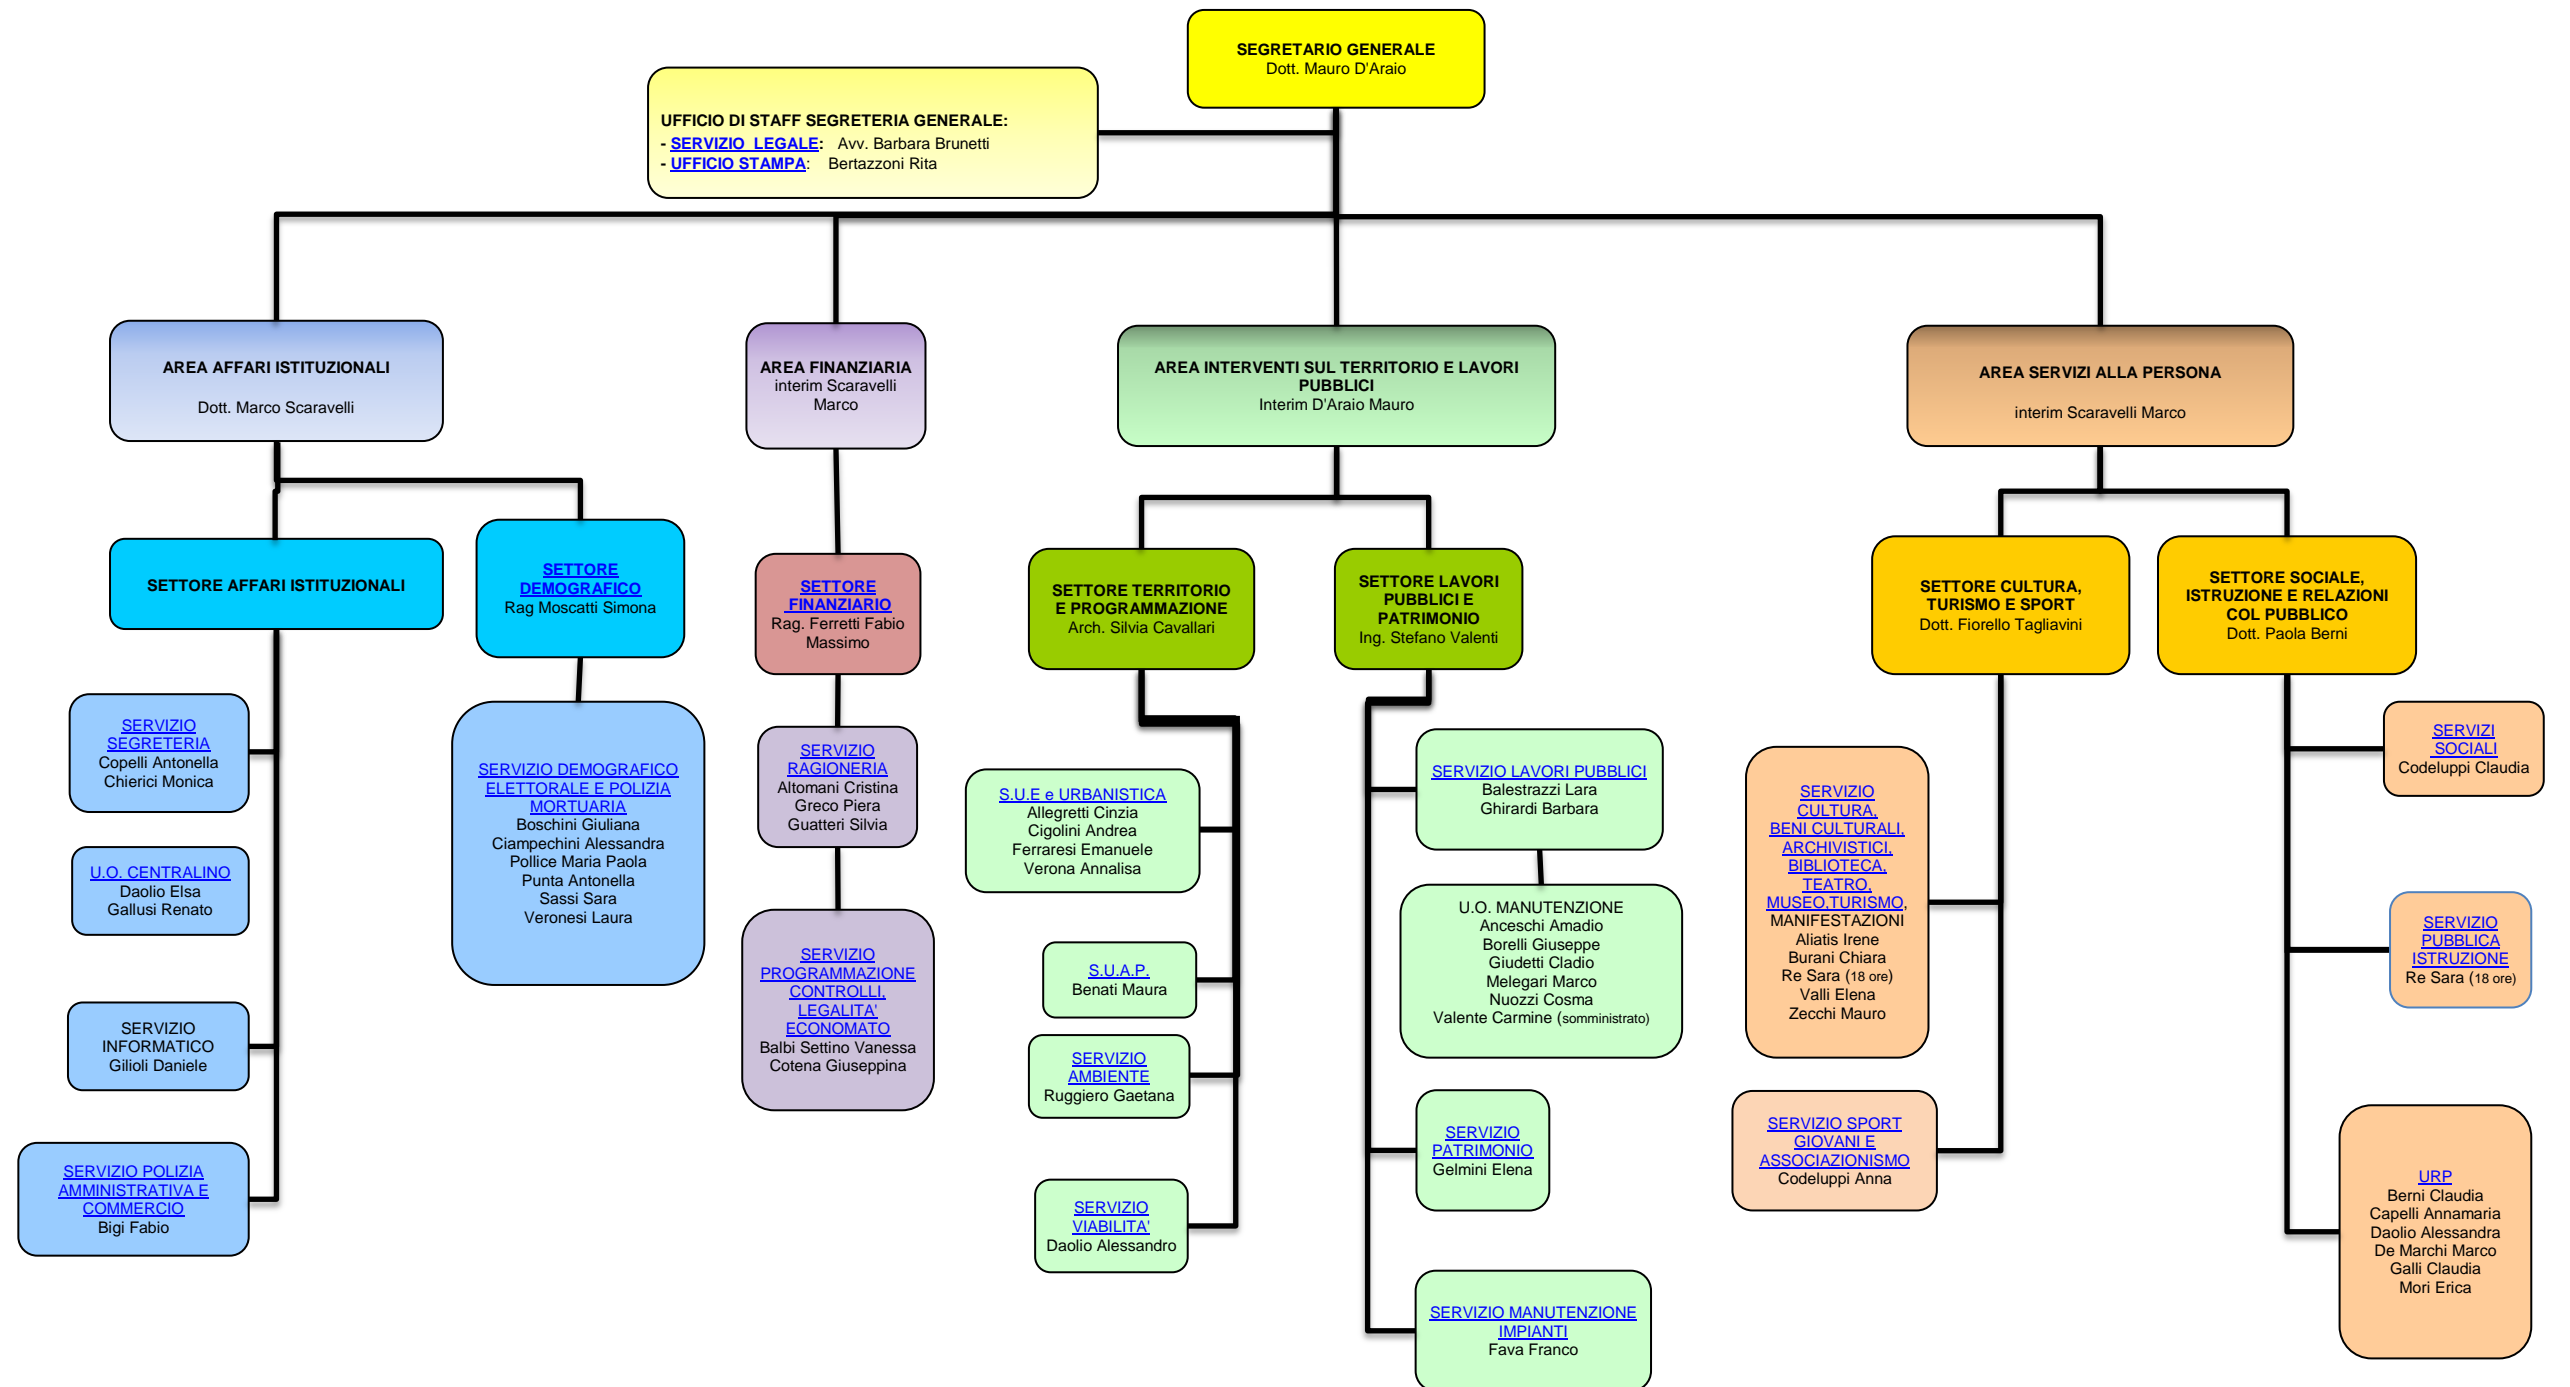 SEGRETARIO GENERALE
Dott. Mauro D'Araio
UFFICIO DI STAFF SEGRETERIA GENERALE:
- SERVIZIO LEGALE: Avv. Barbara Brunetti
- UFFICIO STAMPA: Bertazzoni Rita
AREA AFFARI ISTITUZIONALI
Dott. Marco Scaravelli
AREA FINANZIARIA
interim Scaravelli
Marco
AREA INTERVENTI SUL TERRITORIO E LAVORI
PUBBLICI
Interim D'Araio Mauro
AREA SERVIZI ALLA PERSONA
interim Scaravelli Marco
SETTORE AFFARI ISTITUZIONALI
SETTORE
DEMOGRAFICO
Rag Moscatti Simona
SETTORE
FINANZIARIO
Rag. Ferretti Fabio
Massimo
SETTORE TERRITORIO
E PROGRAMMAZIONE
Arch. Silvia Cavallari
SETTORE LAVORI
PUBBLICI E
PATRIMONIO
Ing. Stefano Valenti
SETTORE CULTURA,
TURISMO E SPORT
Dott. Fiorello Tagliavini
SETTORE SOCIALE,
ISTRUZIONE E RELAZIONI
COL PUBBLICO
Dott. Paola Berni
SERVIZIO
SEGRETERIA
Copelli Antonella
Chierici Monica
U.O. CENTRALINO
Daolio Elsa
Gallusi Renato
SERVIZIO
INFORMATICO
Gilioli Daniele
SERVIZIO POLIZIA
AMMINISTRATIVA E
COMMERCIO
Bigi Fabio
SERVIZIO DEMOGRAFICO
ELETTORALE E POLIZIA
MORTUARIA
Boschini Giuliana
Ciampechini Alessandra
Pollice Maria Paola
Punta Antonella
Sassi Sara
Veronesi Laura
SERVIZIO
RAGIONERIA
Altomani Cristina
Greco Piera
Guatteri Silvia
SERVIZIO
PROGRAMMAZIONE
CONTROLLI,
LEGALITA'
ECONOMATO
Balbi Settino Vanessa
Cotena Giuseppina
S.U.E e URBANISTICA
Allegretti Cinzia
Cigolini Andrea
Ferraresi Emanuele
Verona Annalisa
S.U.A.P.
Benati Maura
SERVIZIO
AMBIENTE
Ruggiero Gaetana
SERVIZIO
VIABILITA'
Daolio Alessandro
SERVIZIO LAVORI PUBBLICI
Balestrazzi Lara
Ghirardi Barbara
U.O. MANUTENZIONE
Anceschi Amadio
Borelli Giuseppe
Giudetti Cladio
Melegari Marco
Nuozzi Cosma
Valente Carmine (somministrato)
SERVIZIO
PATRIMONIO
Gelmini Elena
SERVIZIO MANUTENZIONE
IMPIANTI
Fava Franco
SERVIZIO
CULTURA,
BENI CULTURALI,
ARCHIVISTICI,
BIBLIOTECA,
TEATRO,
MUSEO,TURISMO,
MANIFESTAZIONI
Aliatis Irene
Burani Chiara
Re Sara (18 ore)
Valli Elena
Zecchi Mauro
SERVIZIO SPORT
GIOVANI E
ASSOCIAZIONISMO
Codeluppi Anna
SERVIZI
SOCIALI
Codeluppi Claudia
SERVIZIO
PUBBLICA
ISTRUZIONE
Re Sara (18 ore)
URP
Berni Claudia
Capelli Annamaria
Daolio Alessandra
De Marchi Marco
Galli Claudia
Mori Erica